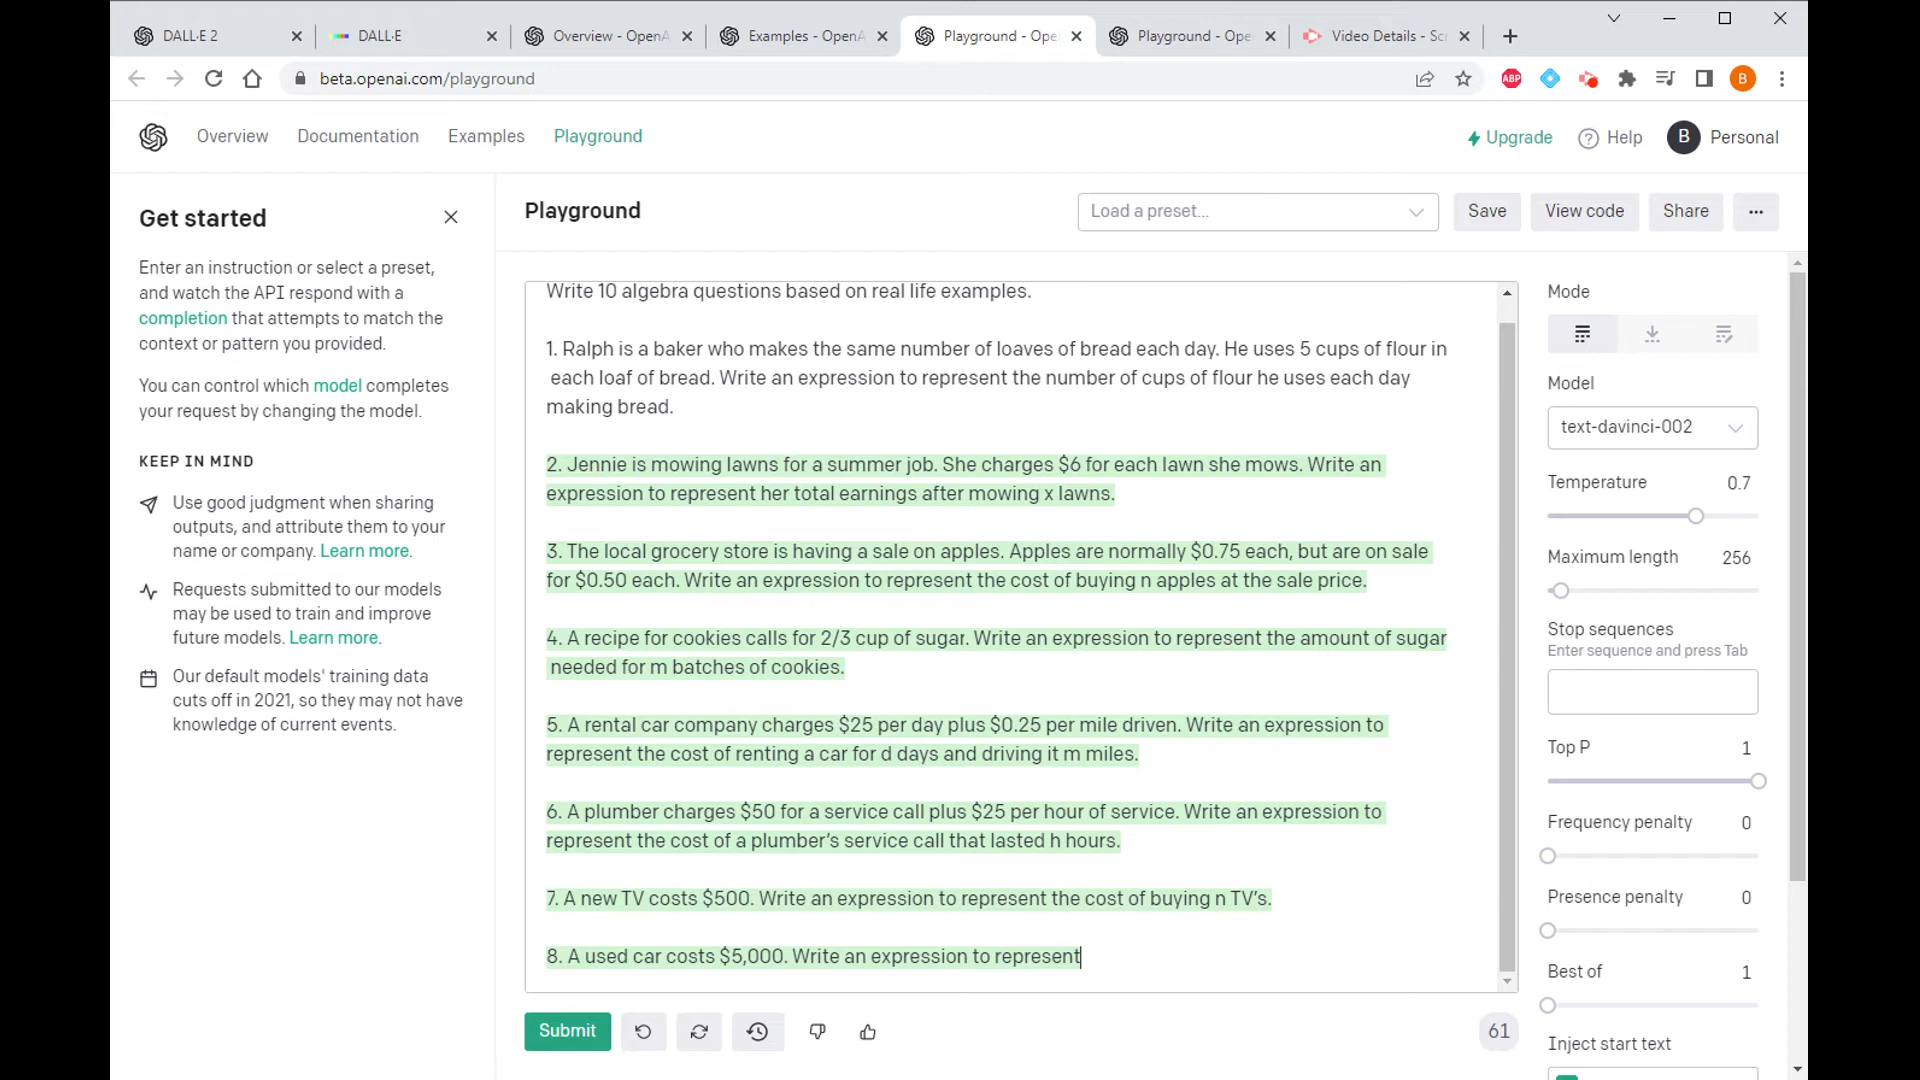 DALL·E 2
DALL·E
Overview - OpenA
Examples - OpenA
Playground - Ope
Playground - Ope
Video Details - Scr
beta.openai.com/playground
ABP
B
Overview
Documentation
Examples
Playground
Upgrade
Help
B
Personal
Get started
Enter an instruction or select a preset,
and watch the API respond with a
completion that attempts to match the
context or pattern you provided.
You can control which model completes
your request by changing the model.
KEEP IN MIND
Use good judgment when sharing
outputs, and attribute them to your
name or company. Learn more.
Requests submitted to our models
may be used to train and improve
future models. Learn more.
Our default models' training data
cuts off in 2021, so they may not have
knowledge of current events.
Playground
Load a preset...
Save
View code
Share
Write 10 algebra questions based on real life examples.
1. Ralph is a baker who makes the same number of loaves of bread each day. He uses 5 cups of flour in
each loaf of bread. Write an expression to represent the number of cups of flour he uses each day
making bread.
2. Jennie is mowing lawns for a summer job. She charges $6 for each lawn she mows. Write an
expression to represent her total earnings after mowing x lawns.
3. The local grocery store is having a sale on apples. Apples are normally $0.75 each, but are on sale
for $0.50 each. Write an expression to represent the cost of buying n apples at the sale price.
4. A recipe for cookies calls for 2/3 cup of sugar. Write an expression to represent the amount of sugar
needed for m batches of cookies.
5. A rental car company charges $25 per day plus $0.25 per mile driven. Write an expression to
represent the cost of renting a car for d days and driving it m miles.
6. A plumber charges $50 for a service call plus $25 per hour of service. Write an expression to
represent the cost of a plumber’s service call that lasted h hours.
7. A new TV costs $500. Write an expression to represent the cost of buying n TV’s.
8. A used car costs $5,000. Write an expression to represent
Submit
61
Mode
Model
text-davinci-002
Temperature 0.7
Maximum length 256
Stop sequences
Enter sequence and press Tab
Top P 1
Frequency penalty 0
Presence penalty 0
Best of 1
Inject start text